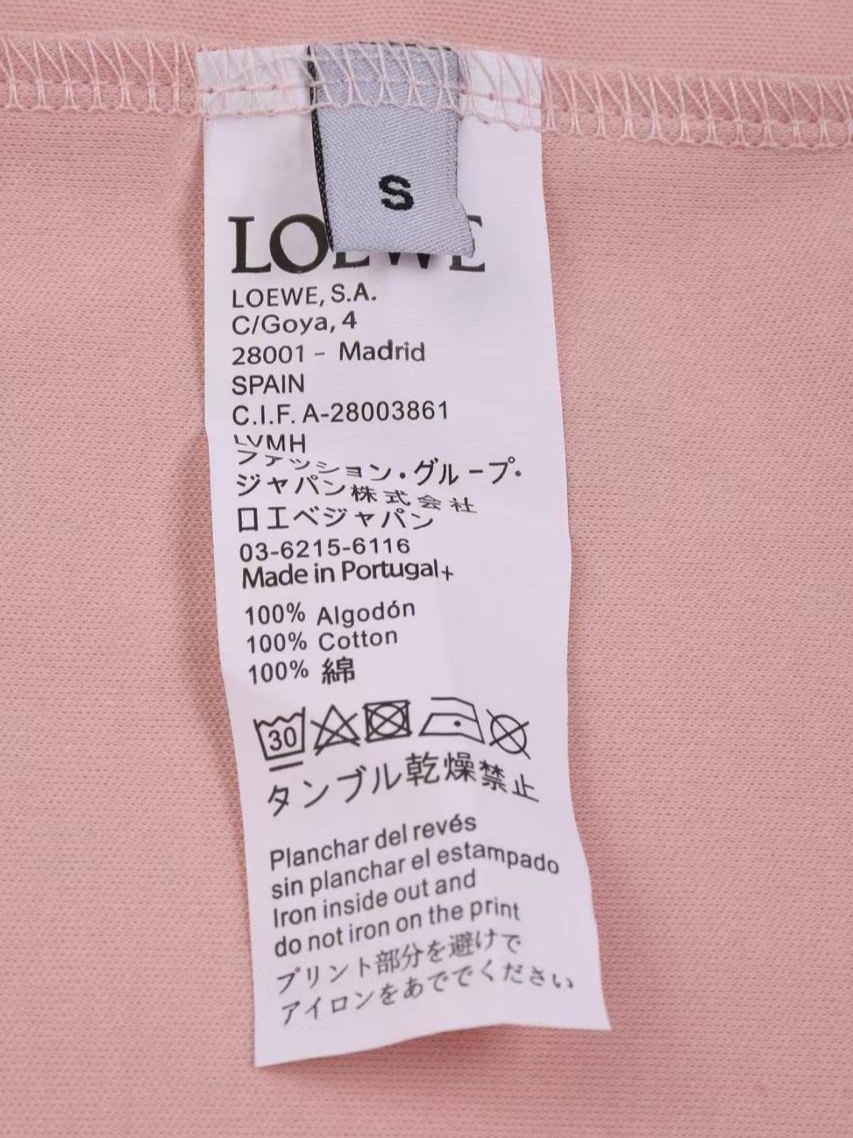 S
LOEWE
LOEWE, S.A.
C/Goya, 4
28001 - Madrid
SPAIN
C.I.F. A-28003861
LVMH
ファッション・グループ・
ジャパン株式会社
ロエベジャパン
03-6215-6116
Made in Portugal+
100% Algodón
100% Cotton
100% 綿
30
タンブル乾燥禁止
Planchar del revés
sin planchar el estampado
Iron inside out and
do not iron on the print
プリント部分を避けで
アイロンをあででください